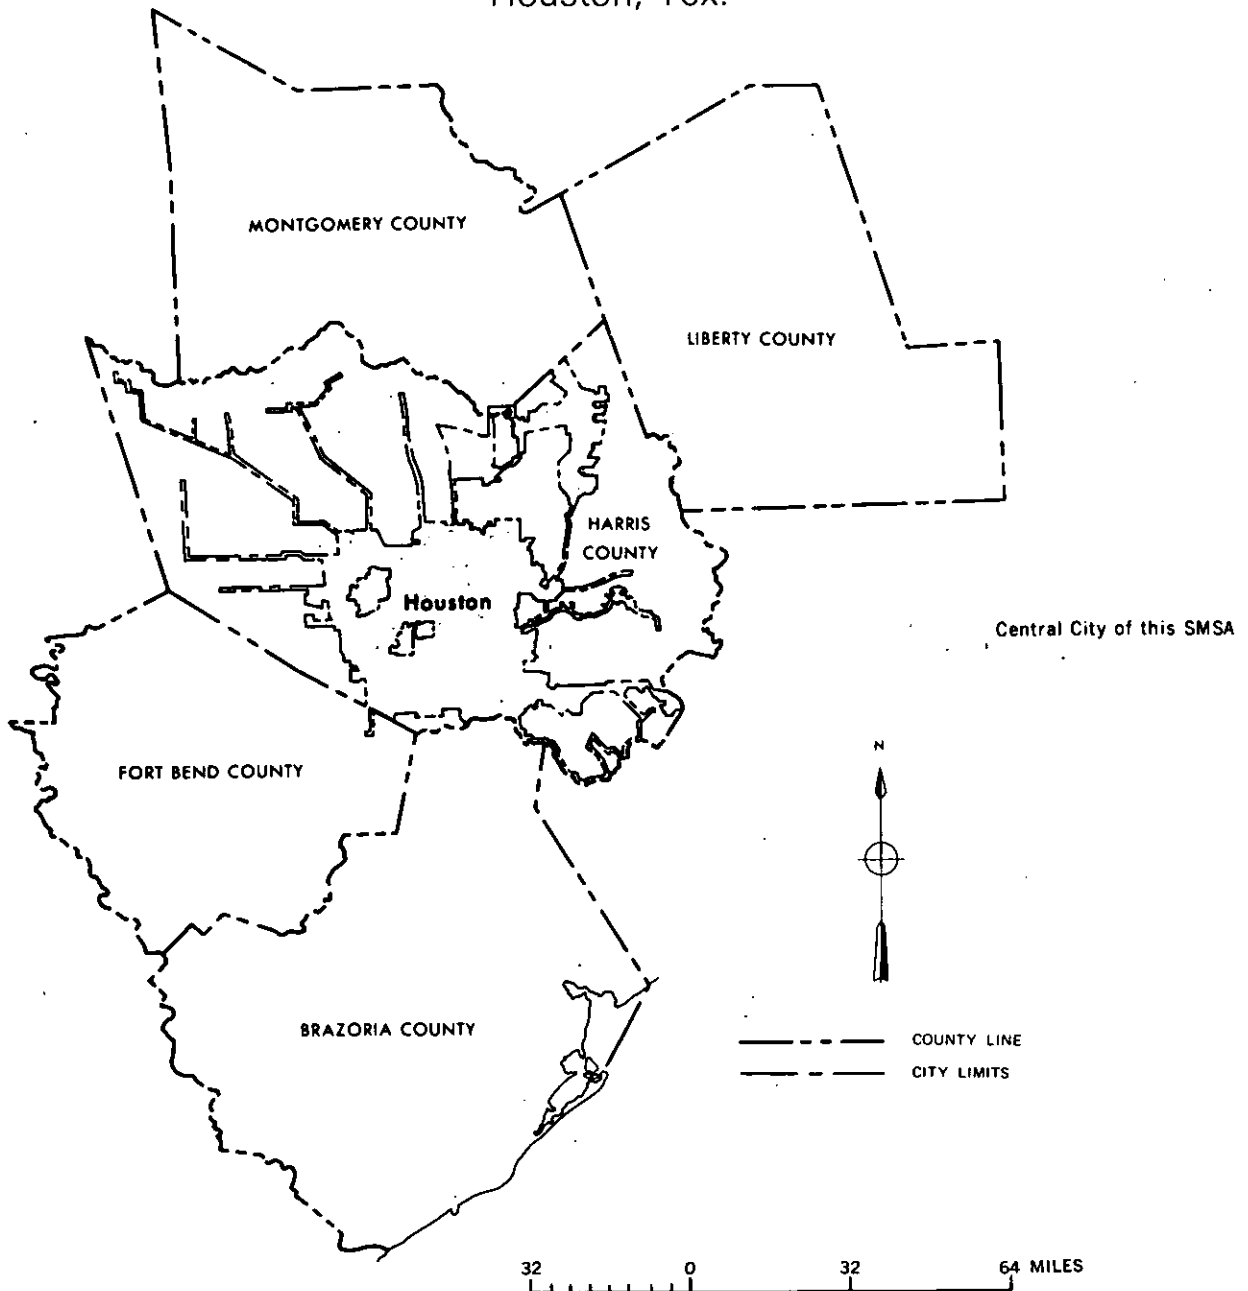 Houston, Tex.
MONTGOMERY COUNTY
LIBERTY COUNTY
HARRIS
COUNTY
Houston
Central City of this SMSA
FORT BEND COUNTY
N
BRAZORIA COUNTY
COUNTY LINE
CITY LIMITS
32 0 32 64 MILES